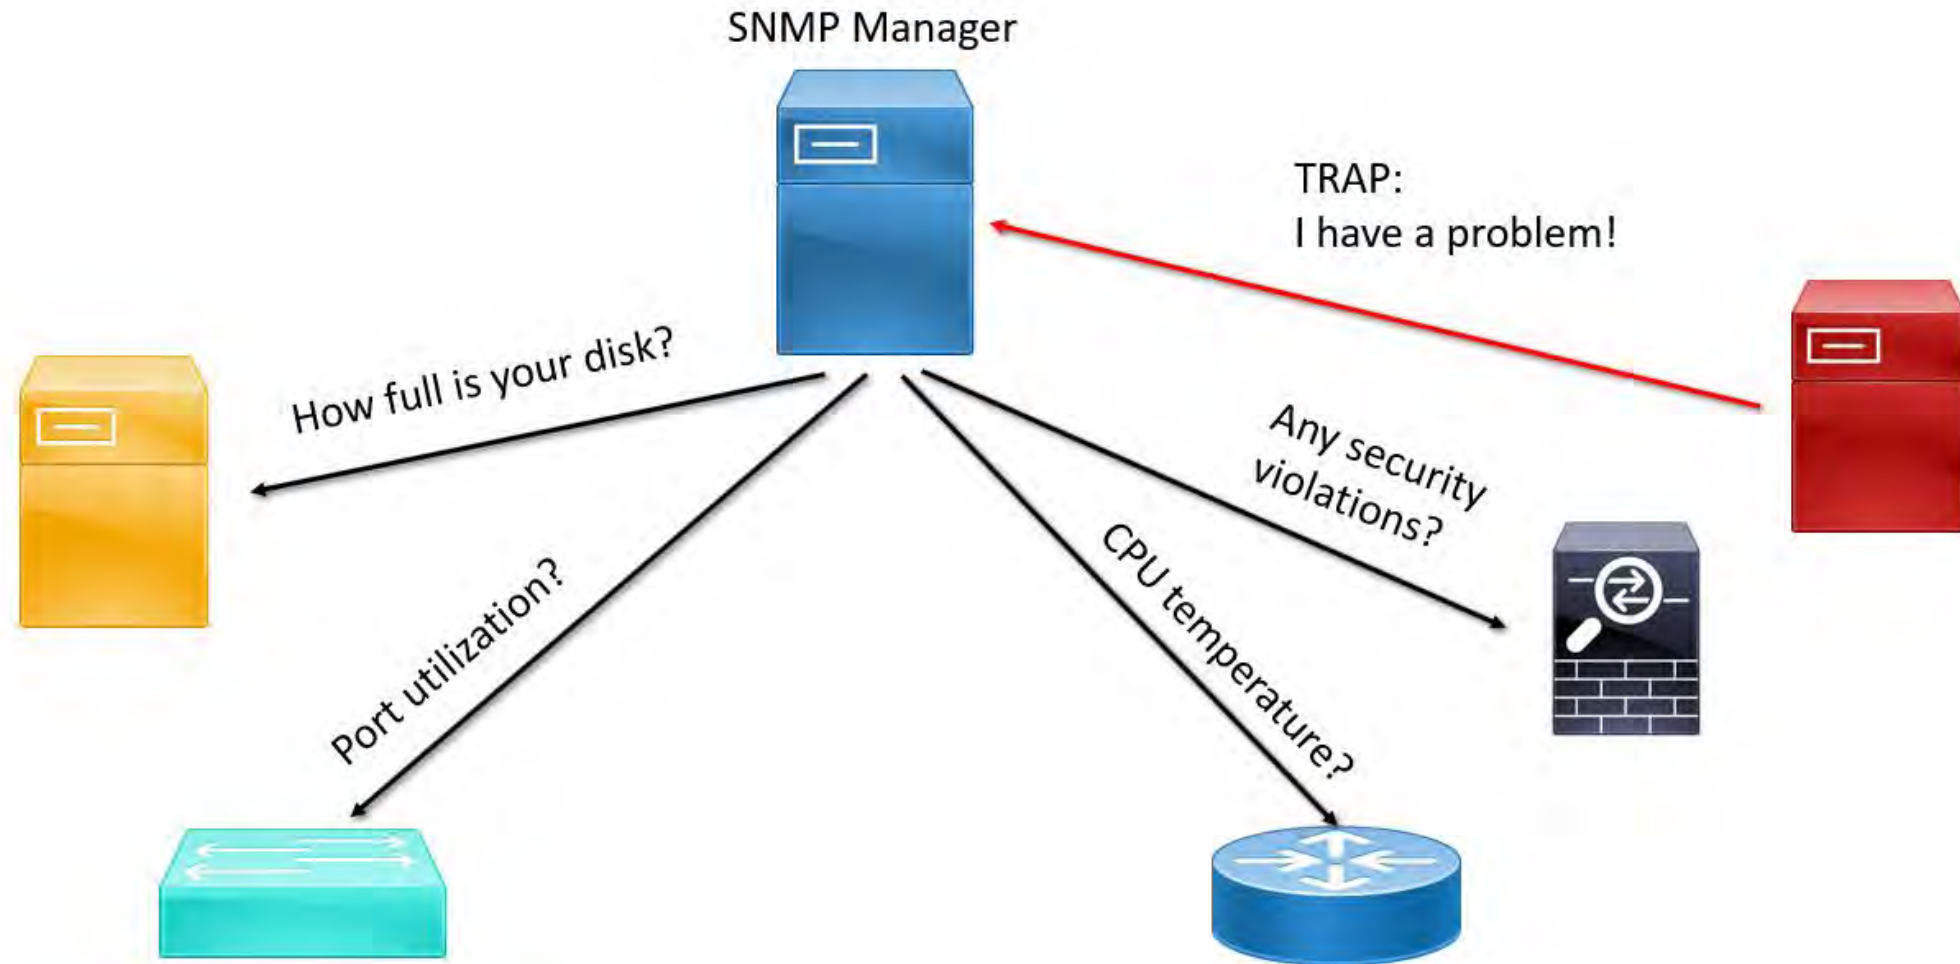 SNMP Manager
TRAP:
I have a problem!
How full is your disk?
Any security
violations?
CPU temperature?
Port utilization?